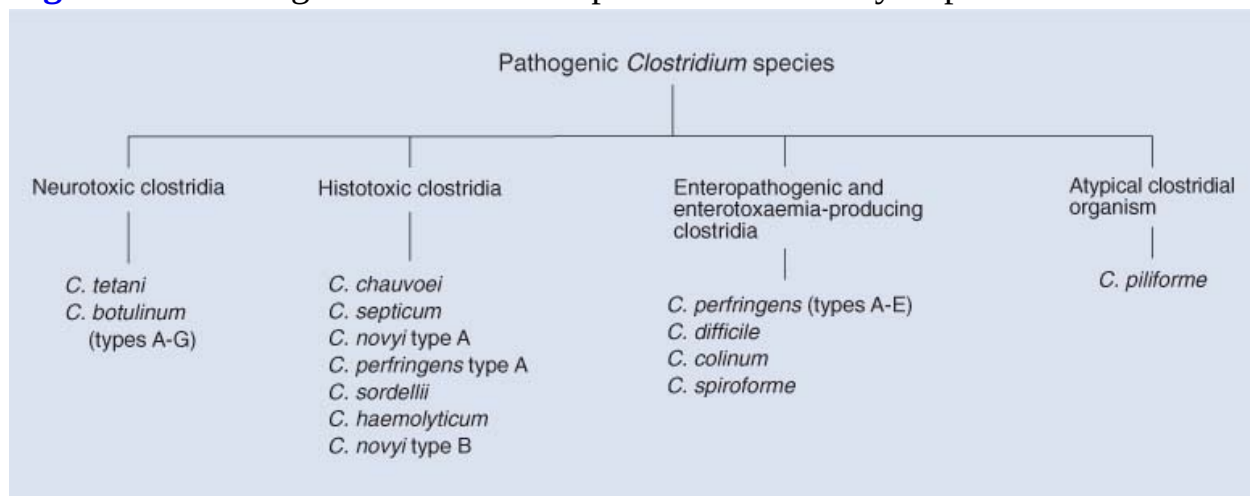 Pathogenic Clostridium species
Neurotoxic clostridia
C. tetani
C. botulinum
(types A-G)
Histotoxic clostridia
C. chauvoei
C. septicum
C. novyi type A
C. perfringens type A
C. sordellii
C. haemolyticum
C. novyi type B
Enteropathogenic and
enterotoxaemia-producing
clostridia
C. perfringens (types A-E)
C. difficile
C. colinum
C. spiroforme
Atypical clostridial
organism
C. piliforme